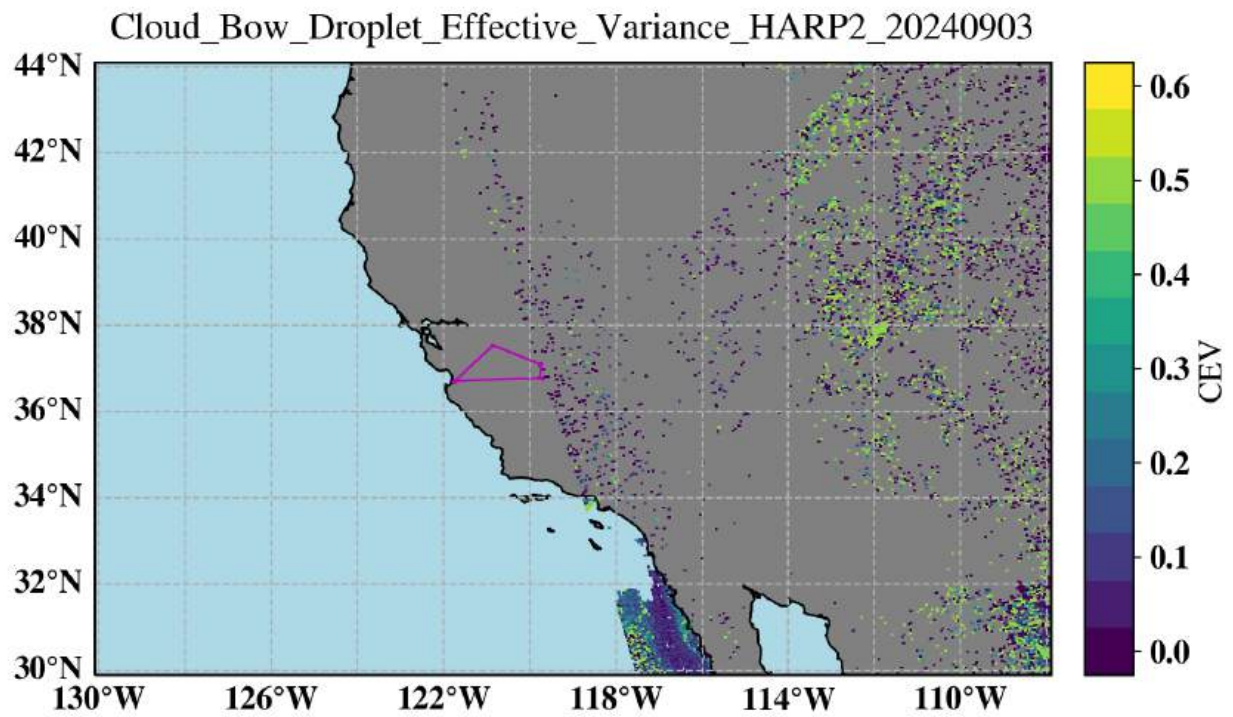 Cloud_Bow_Droplet_Effective_Variance_HARP2_20240903
44°N
42°N
40°N
38°N
36°N
34°N
32°N
30°N
130°W 126°W 122°W 118°W 114°W 110°W
0.6
0.5
0.4
0.3
0.2
0.1
0.0
CEV